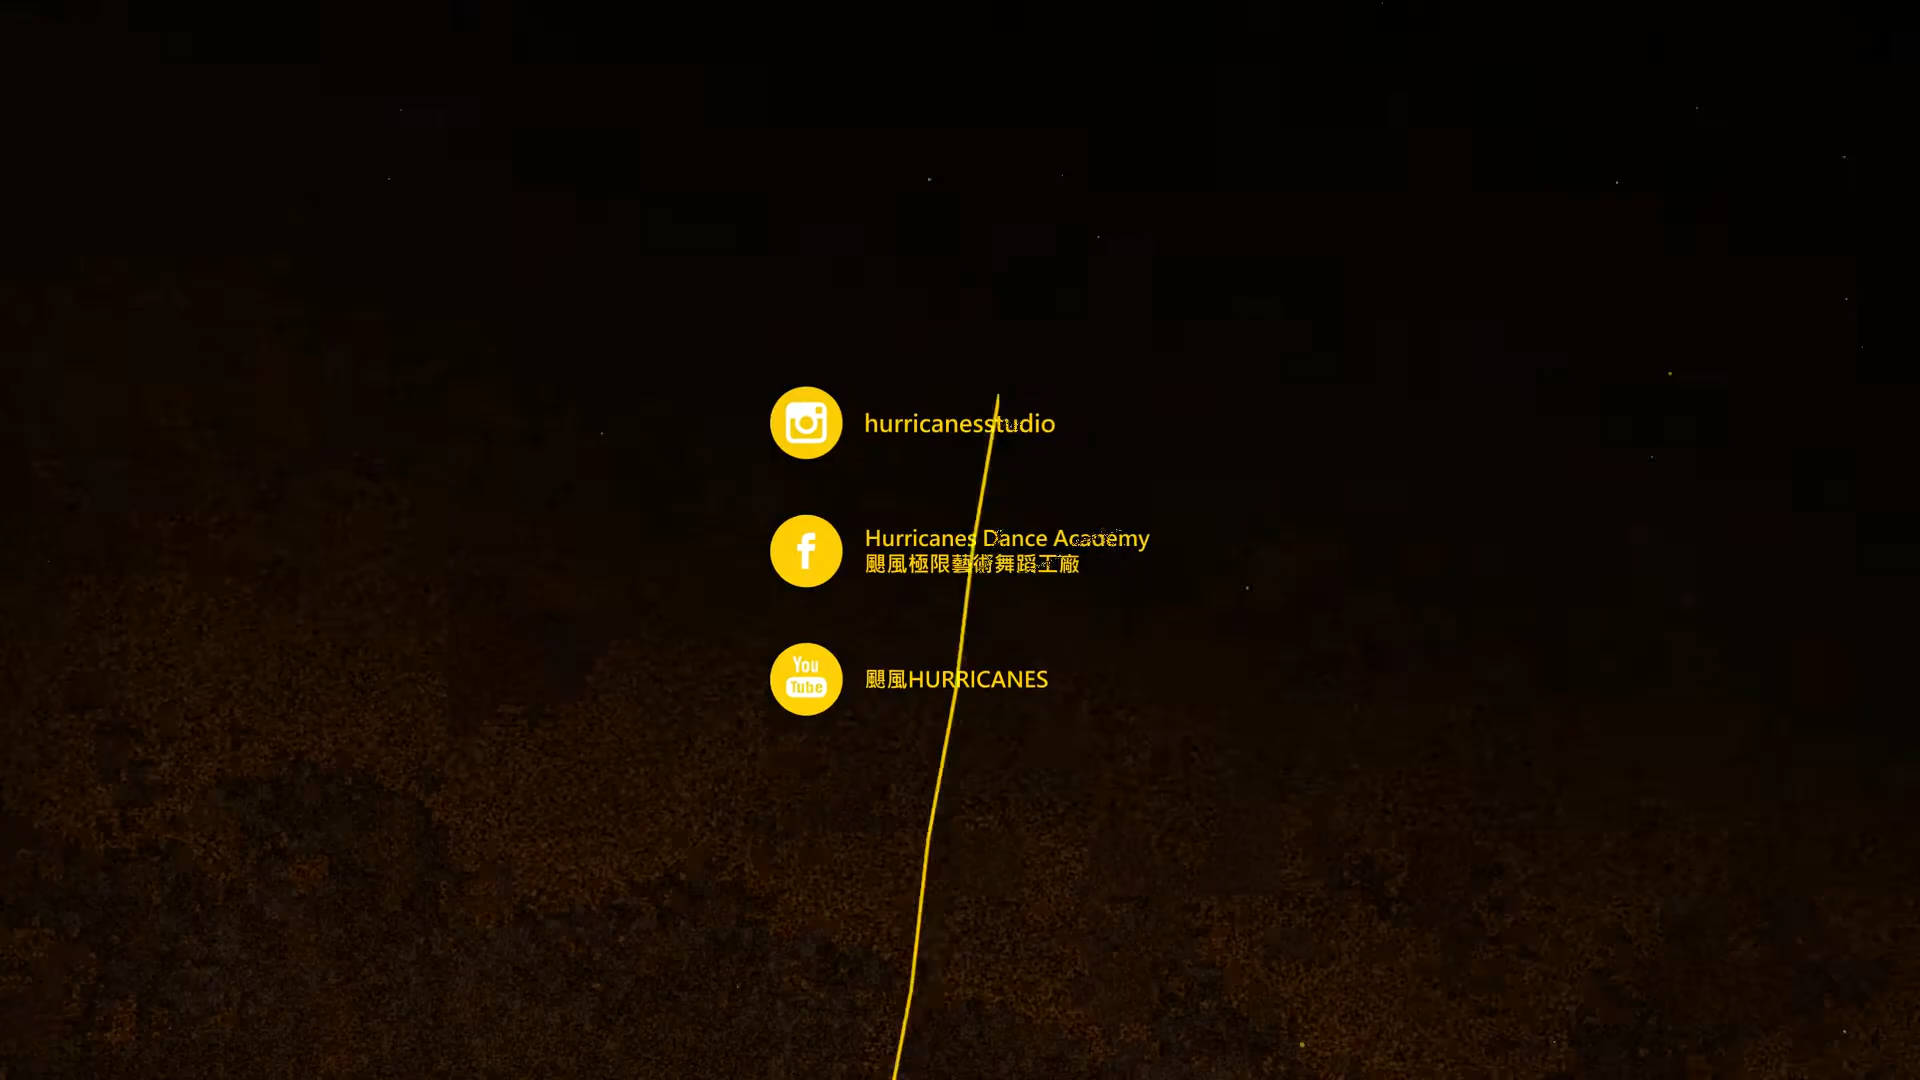 hurricanesstudio
Hurricanes Dance Academy
颶風極限藝術舞蹈工廠
You
Tube
颶風HURRICANES